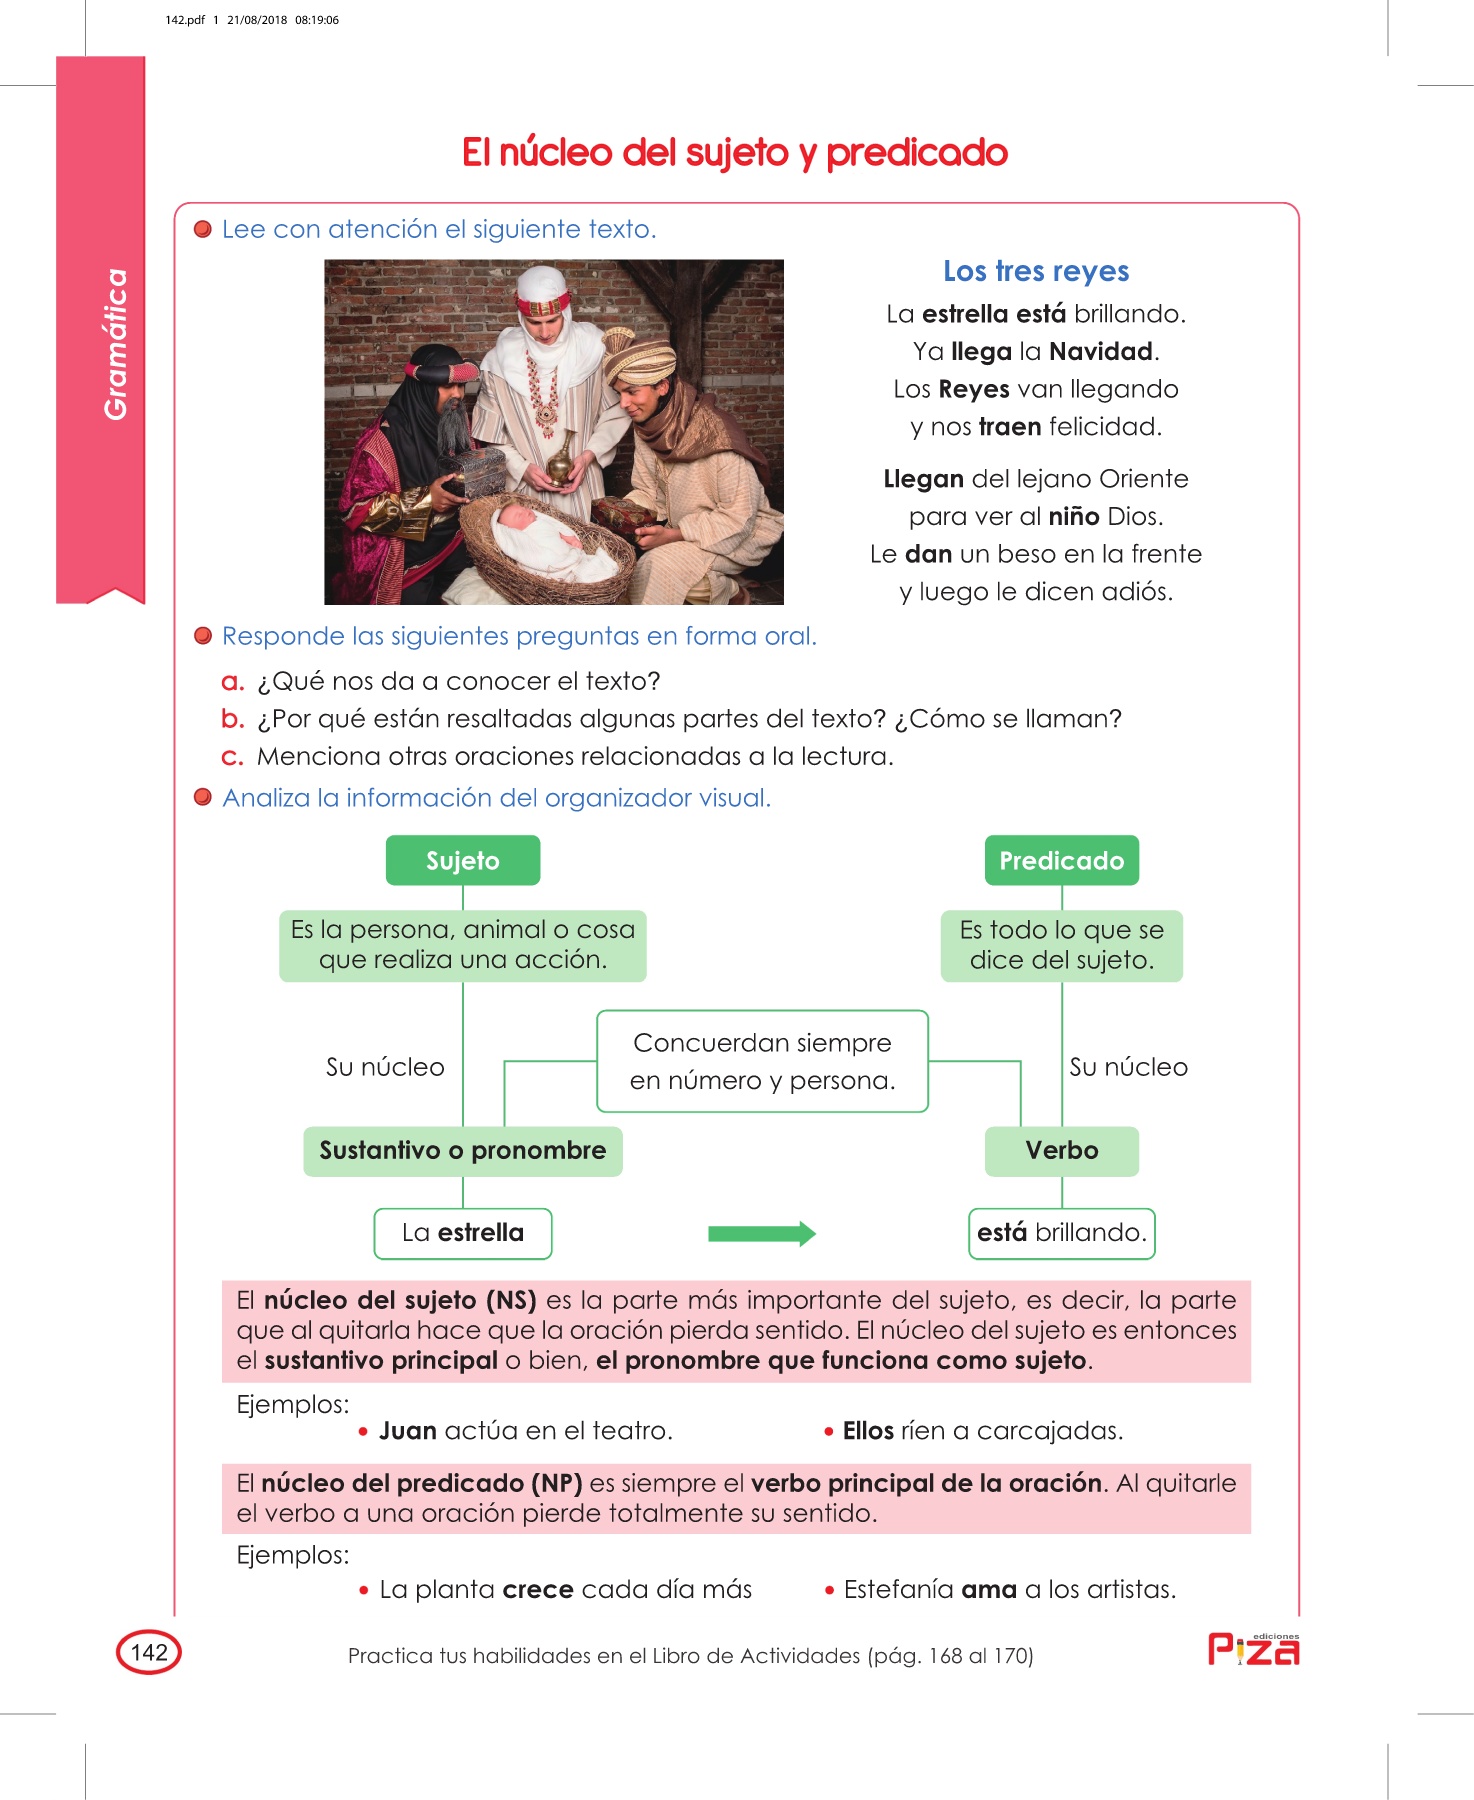 142.pdf 1 21/08/2018 08:19:06
Gramática
El núcleo del sujeto y predicado
Lee con atención el siguiente texto.
Los tres reyes
La estrella está brillando.
Ya llega la Navidad.
Los Reyes van llegando
y nos traen felicidad.
Llegan del lejano Oriente
para ver al niño Dios.
Le dan un beso en la frente
y luego le dicen adiós.
Responde las siguientes preguntas en forma oral.
a. ¿Qué nos da a conocer el texto?
b. ¿Por qué están resaltadas algunas partes del texto? ¿Cómo se llaman?
c. Menciona otras oraciones relacionadas a la lectura.
Analiza la información del organizador visual.
Sujeto
Predicado
Es la persona, animal o cosa
que realiza una acción.
Es todo lo que se
dice del sujeto.
Concuerdan siempre
en número y persona.
Su núcleo
Su núcleo
Sustantivo o pronombre
Verbo
La estrella
está brillando.
El núcleo del sujeto (NS) es la parte más importante del sujeto, es decir, la parte
que al quitarla hace que la oración pierda sentido. El núcleo del sujeto es entonces
el sustantivo principal o bien, el pronombre que funciona como sujeto.
Ejemplos:
• Juan actúa en el teatro.
• Ellos ríen a carcajadas.
El núcleo del predicado (NP) es siempre el verbo principal de la oración. Al quitarle
el verbo a una oración pierde totalmente su sentido.
Ejemplos:
• La planta crece cada día más
• Estefanía ama a los artistas.
142
Practica tus habilidades en el Libro de Actividades (pág. 168 al 170)
ediciones
Piza